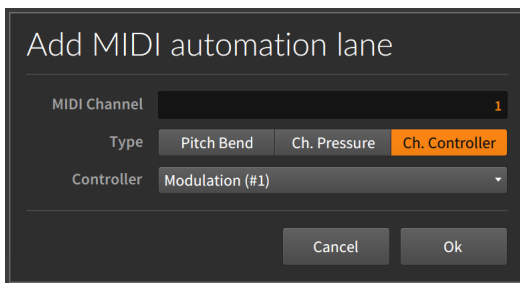 Add MIDI automation lane
MIDI Channel 1
Type Pitch Bend Ch. Pressure Ch. Controller
Controller Modulation (#1)
Cancel Ok